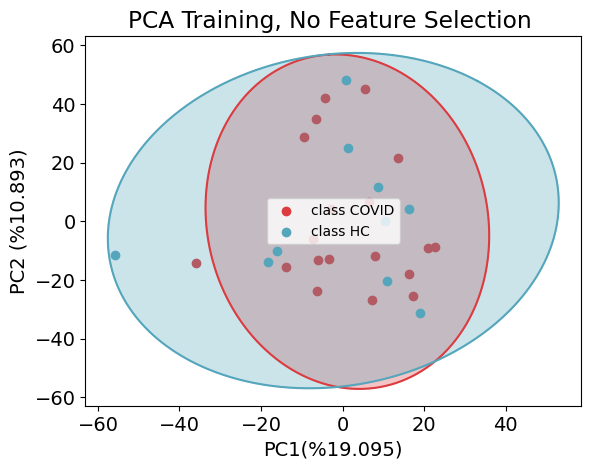 PCA Training, No Feature Selection
60
40
20
0
−20
−40
−60
PC2 (%10.893)
class COVID
class HC
−60
−40
−20
0
20
40
PC1(%19.095)